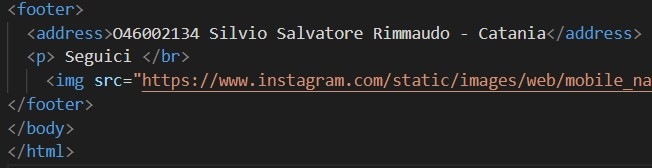 <footer>
<address>O46002134 Silvio Salvatore Rimmaudo - Catania</address>
<p> Seguici </br>
<img src="https://www.instagram.com/static/images/web/mobile_na
</footer>
</body>
</html>